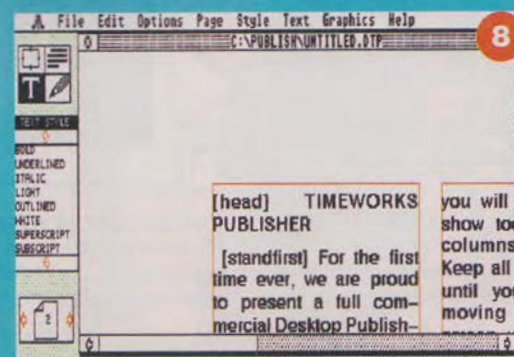 File Edit Options Page Style Text Graphics Help
C:\PUBLISH\UNTITLED.DTP
8
T
TEXT STYLE
BOLD
UNDERLINED
ITALIC
LIGHT
OUTLINED
WHITE
SUPERSCRIPT
SUBSCRIPT
2
[head] TIMEWORKS
PUBLISHER
[standfirst] For the first
time ever, we are proud
to present a full com-
mercial Desktop Publish-
you will
show too
columns
Keep all
until you
moving